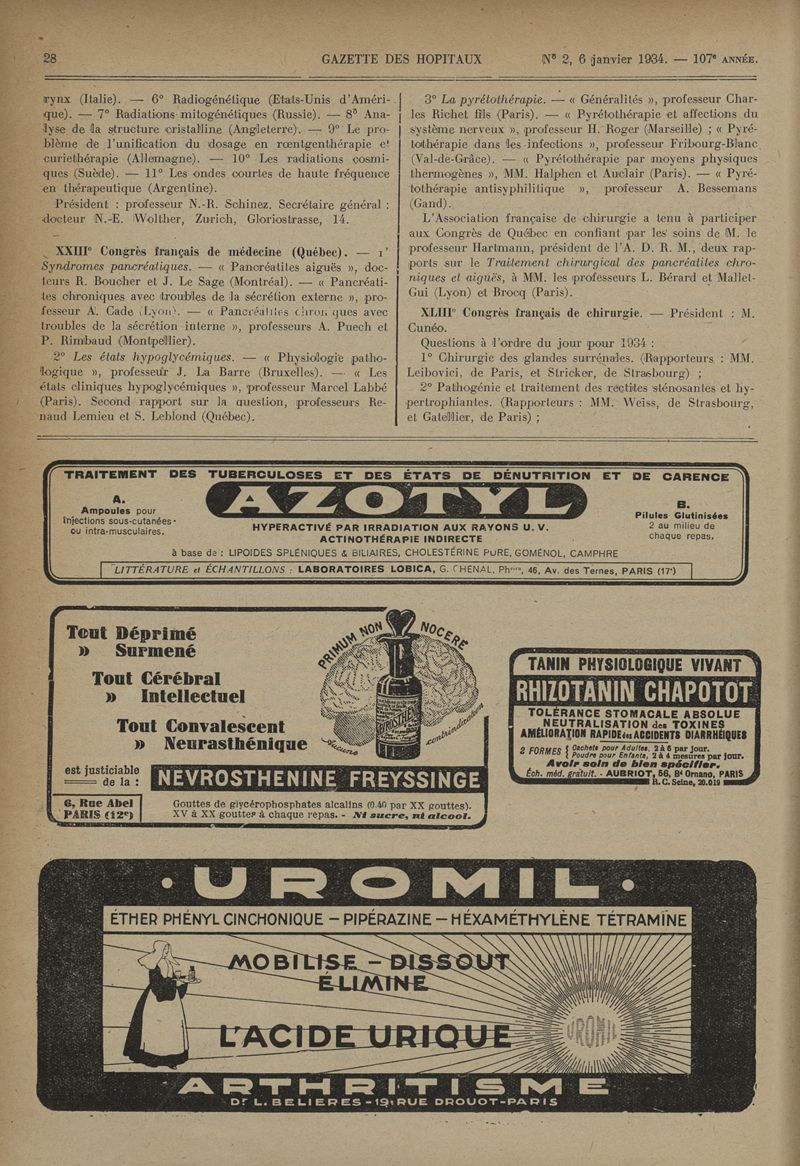 28
GAZETTE DES HOPITAUX
N° 2, 6 janvier 1934. — 107e ANNÉE.
rynx (Italie). — 6° Radiogénétique (Etats-Unis d'Améri-
que). — 7° Radiations mitogénétiques (Russie). — 8° Ana-
lyse de la structure cristalline (Angleterre). — 9° Le pro-
blème de l'unification du dosage en rœntgenthérapie et
curiethérapie (Allemagne). — 10° Les radiations cosmi-
ques (Suède). — 11° Les ondes courtes de haute fréquence
en thérapeutique (Argentine).
Président : professor N.-R. Schinez. Secrétaire général :
docteur N.-E. Wolther, Zurich, Gloriostrasse, 14.
XXIIIe Congrès français de médecine (Québec). — 1°
Syndromes pancréatiques. — « Pancréatites aiguës », doc-
teurs R. Boucher et J. Le Sage (Montréal). — « Pancréati-
tes chroniques avec troubles de la sécrétion externe », pro-
fesseur A. Cade (Lyon). — « Pancréatites chroniques avec
troubles de la sécrétion interne », professeurs A. Puech et
P. Rimbaud (Montpellier).
2° Les états hypoglycémiques. — « Physiologie patho-
logique », professeur J. La Barre (Bruxelles). — « Les
états cliniques hypoglycémiques », professeur Marcel Labbé
(Paris). Second rapport sur la question, professeurs Re-
naud Lemieu et S. Leblond (Québec).
3° La pyrétothérapie. — « Généralités », professeur Char-
les Richet fils (Paris). — « Pyrétothérapie et affections du
système nerveux », professeur H. Roger (Marseille) ; « Pyré-
tothérapie dans les infections », professeur Fribourg-Blanc
(Val-de-Grâce). — « Pyrétothérapie par moyens physiques
thermogènes », MM. Halphen et Auclair (Paris). — « Pyré-
tothérapie antisyphilitique », professeur A. Bessemans
(Gand).
L'Association française de chirurgie a tenu à participer
aux Congrès de Québec en confiant par les soins de M. le
professeur Hartmann, président de l'A. D. R. M., deux rap-
ports sur le Traitement chirurgical des pancréatites chro-
niques et aiguës, à MM. les professeurs L. Bérard et Mallet-
Gui (Lyon) et Brocq (Paris).
XLIIIe Congrès français de chirurgie. — Président : M.
Cunéo.
Questions à l'ordre du jour pour 1934 :
1° Chirurgie des glandes surrénales. (Rapporteurs : MM.
Leibovici, de Paris, et Stricker, de Strasbourg) ;
2° Pathogénie et traitement des rectites sténosantes et hy-
pertrophiantes. (Rapporteurs : MM. Weiss, de Strasbourg,
et Gatellier, de Paris) ;
TRAITEMENT DES TUBERCULOSES ET DES ÉTATS DE DÉNUTRITION ET DE CARENCE
A.
Ampoules pour
Injections sous-cutanées
ou intra-musculaires.
AZOTYL
HYPERACTIVÉ PAR IRRADIATION AUX RAYONS U.V.
ACTINOTHÉRAPIE INDIRECTE
B.
Pilules Glutinisées
2 au milieu de
chaque repas.
à base de : LIPOIDES SPLÉNIQUES & BILIAIRES, CHOLESTÉRINE PURE, GOMÉNOL, CAMPHRE
LITTÉRATURE et ÉCHANTILLONS : LABORATOIRES LOBICA, G. CHENAL, Phcien, 46, Av. des Ternes, PARIS (17e)
Tout Déprimé
» Surmené
Tout Cérébral
» Intellectuel
Tout Convalescent
» Neurasthénique
PRIMUM NON NOCERE
Aucune contrindication
est justiciable
de la :
NÉVROSTHÉNINE FREYSSINGE
6, Rue Abel
PARIS (12e)
Gouttes de glycérophosphates alcalins (0.40 par XX gouttes).
XV à XX gouttes à chaque repas. - Ni sucre, ni alcool.
TANIN PHYSIOLOGIQUE VIVANT
RHIZOTANIN CHAPOTOT
TOLÉRANCE STOMACALE ABSOLUE
NEUTRALISATION des TOXINES
AMÉLIORATION RAPIDE des ACCIDENTS DIARRHÉIQUES
2 FORMES { Cachets pour Adultes. 2 à 6 par jour.
Poudre pour Enfants, 2 à 4 mesures par jour.
Avoir soin de bien spécifier.
Éch. méd. gratuit. - AUBRIOT, 56, Bd Ornano, PARIS
R. C. Seine, 20.019
• UROMIL •
ÉTHER PHÉNYL CINCHONIQUE — PIPÉRAZINE — HÉXAMÉTHYLÈNE TÉTRAMINE
MOBILISE — DISSOUT
ÉLIMINE
L'ACIDE URIQUE
UROMIL
ARTHRITISME
Dr L. BELIERES - 19, RUE DROUOT - PARIS